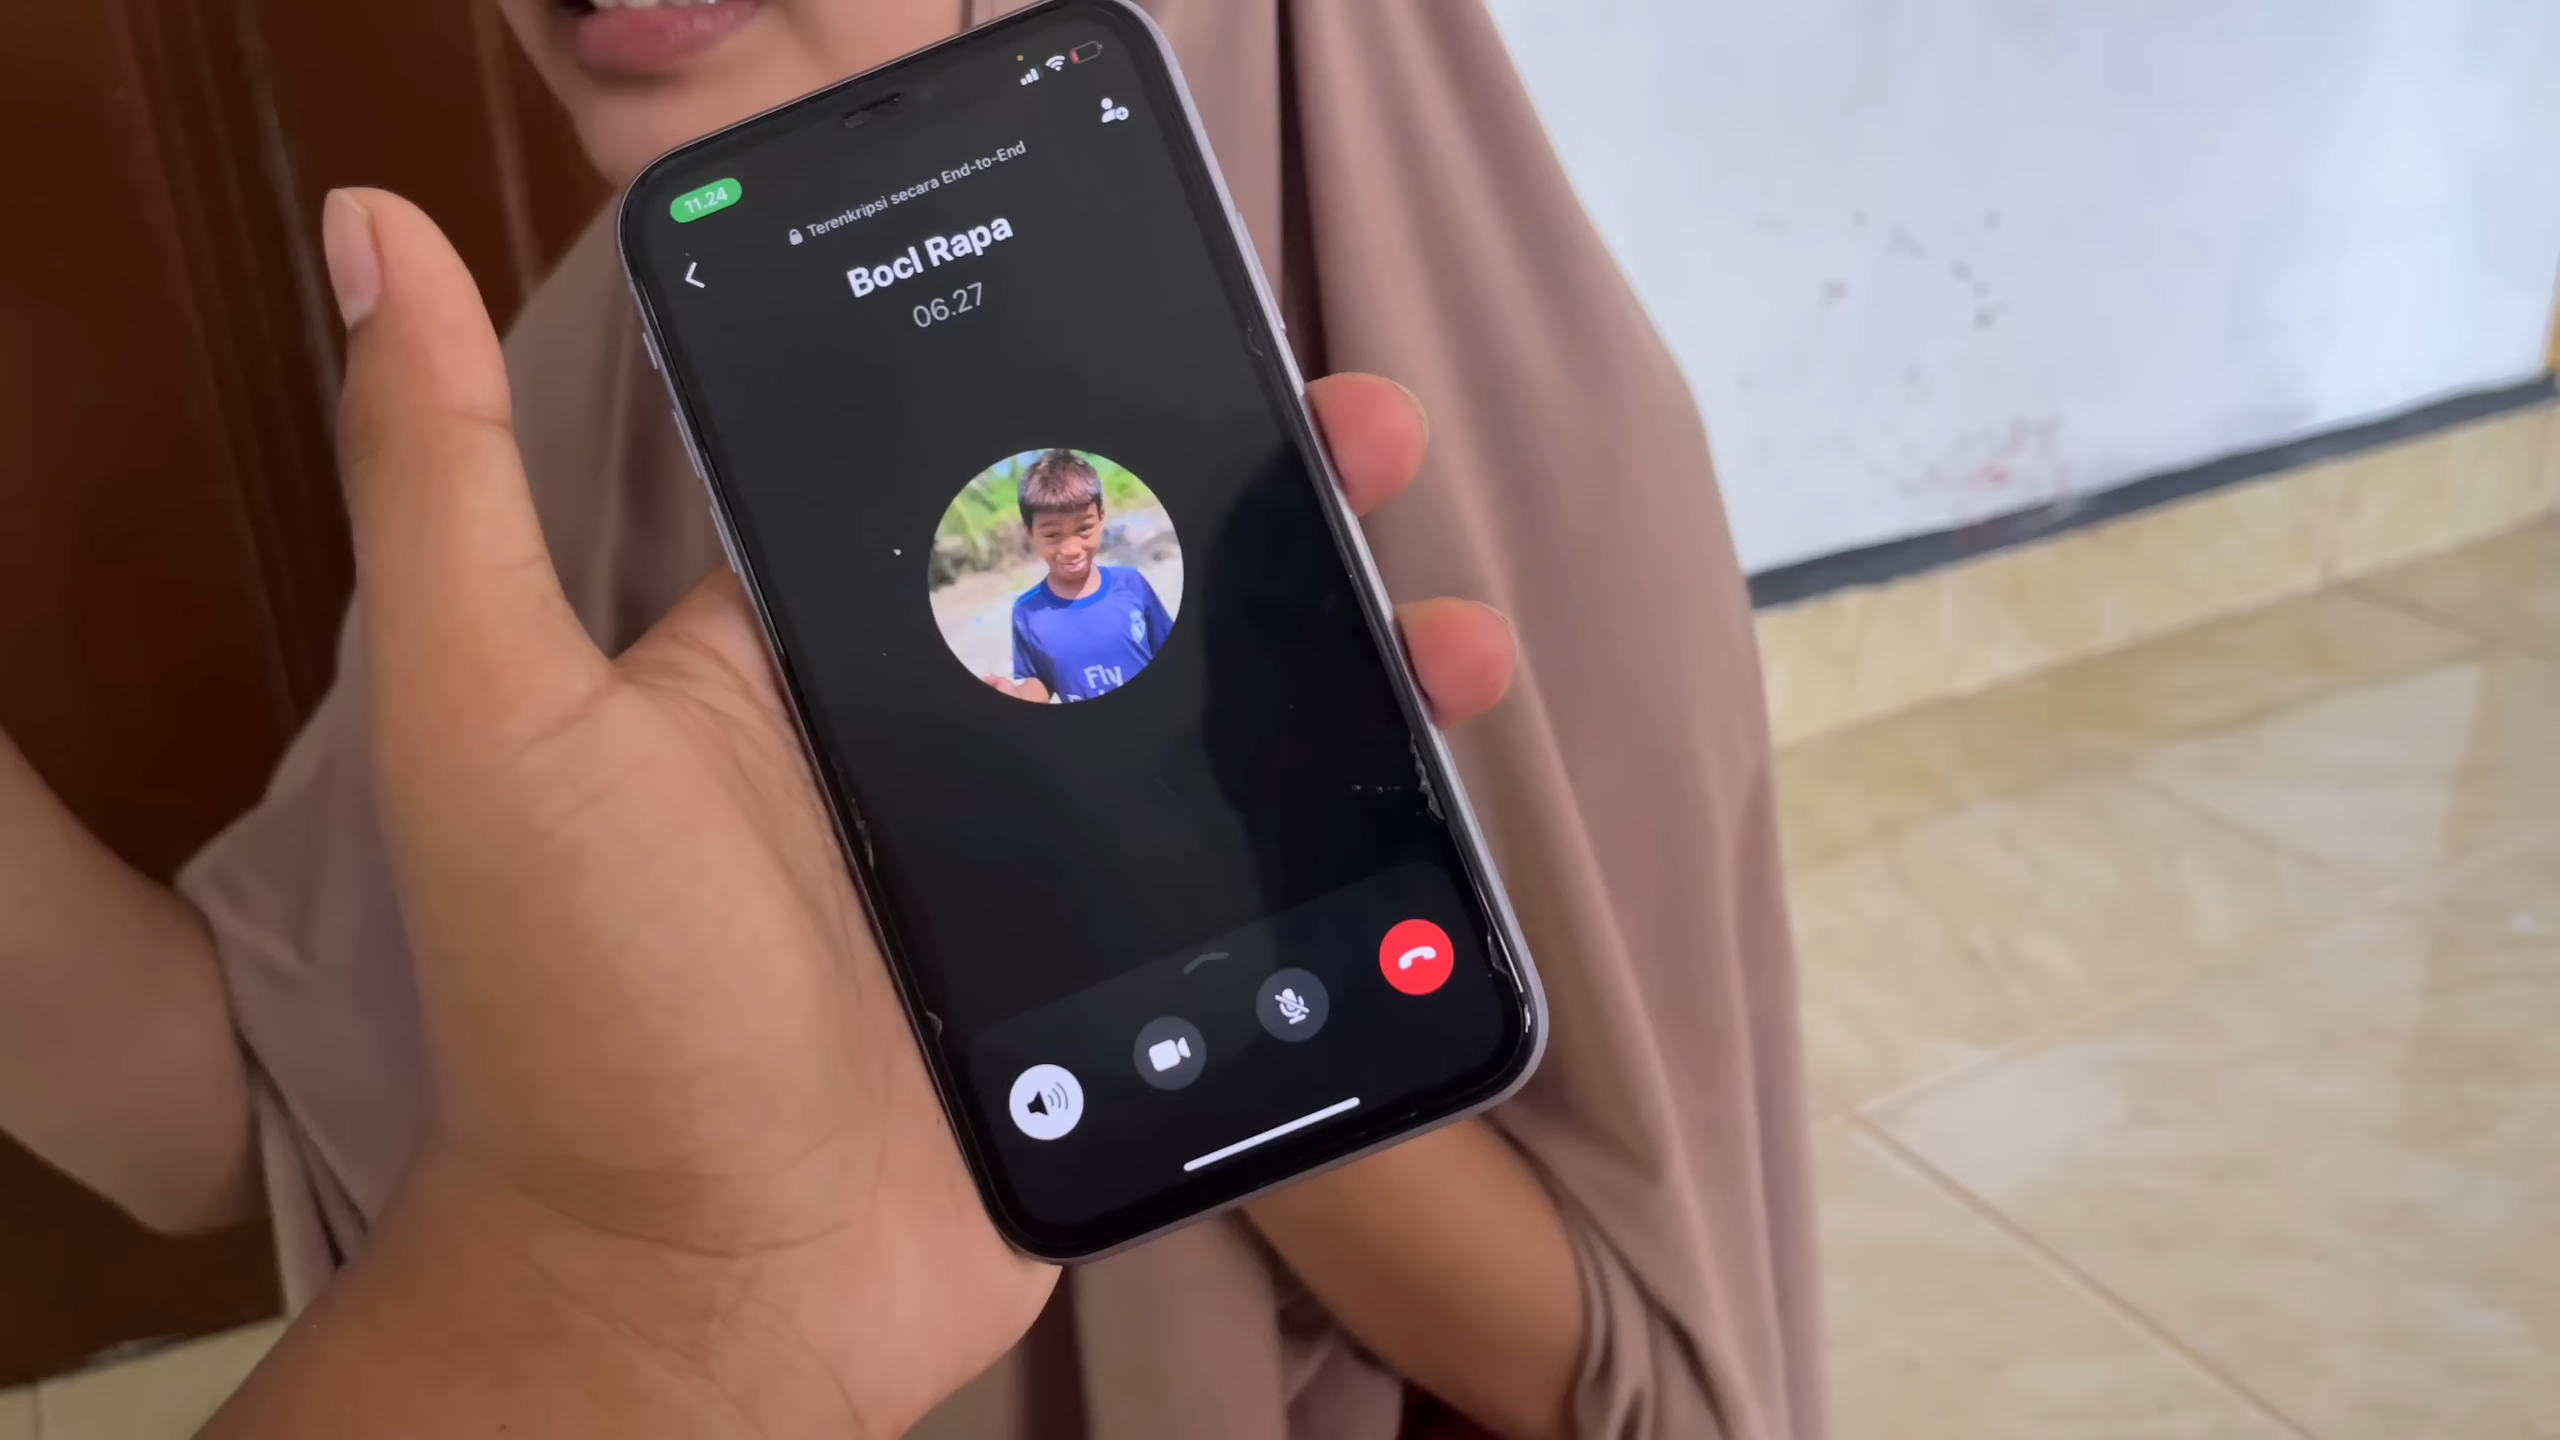 11.24
Terenkripsi secara End-to-End
Bocl Rapa
06.27
Fly